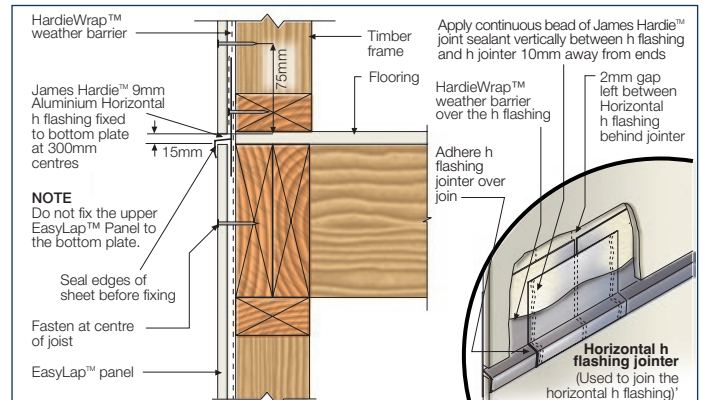 HardieWrap™
weather barrier
James Hardie™ 9mm
Aluminium Horizontal
h flashing fixed
to bottom plate
at 300mm
centres
NOTE
Do not fix the upper
EasyLap™ Panel to
the bottom plate.
Seal edges of
sheet before fixing
Fasten at centre
of joist
EasyLap™ panel
15mm
75mm
Timber
frame
Flooring
Apply continuous bead of James Hardie™
joint sealant vertically between h flashing
and h jointer 10mm away from ends
HardieWrap™
weather barrier
over the h flashing
2mm gap
left between
Horizontal
h flashing
behind jointer
Adhere h
flashing
jointer over
join
Horizontal h
flashing jointer
(Used to join the
horizontal h flashing)'